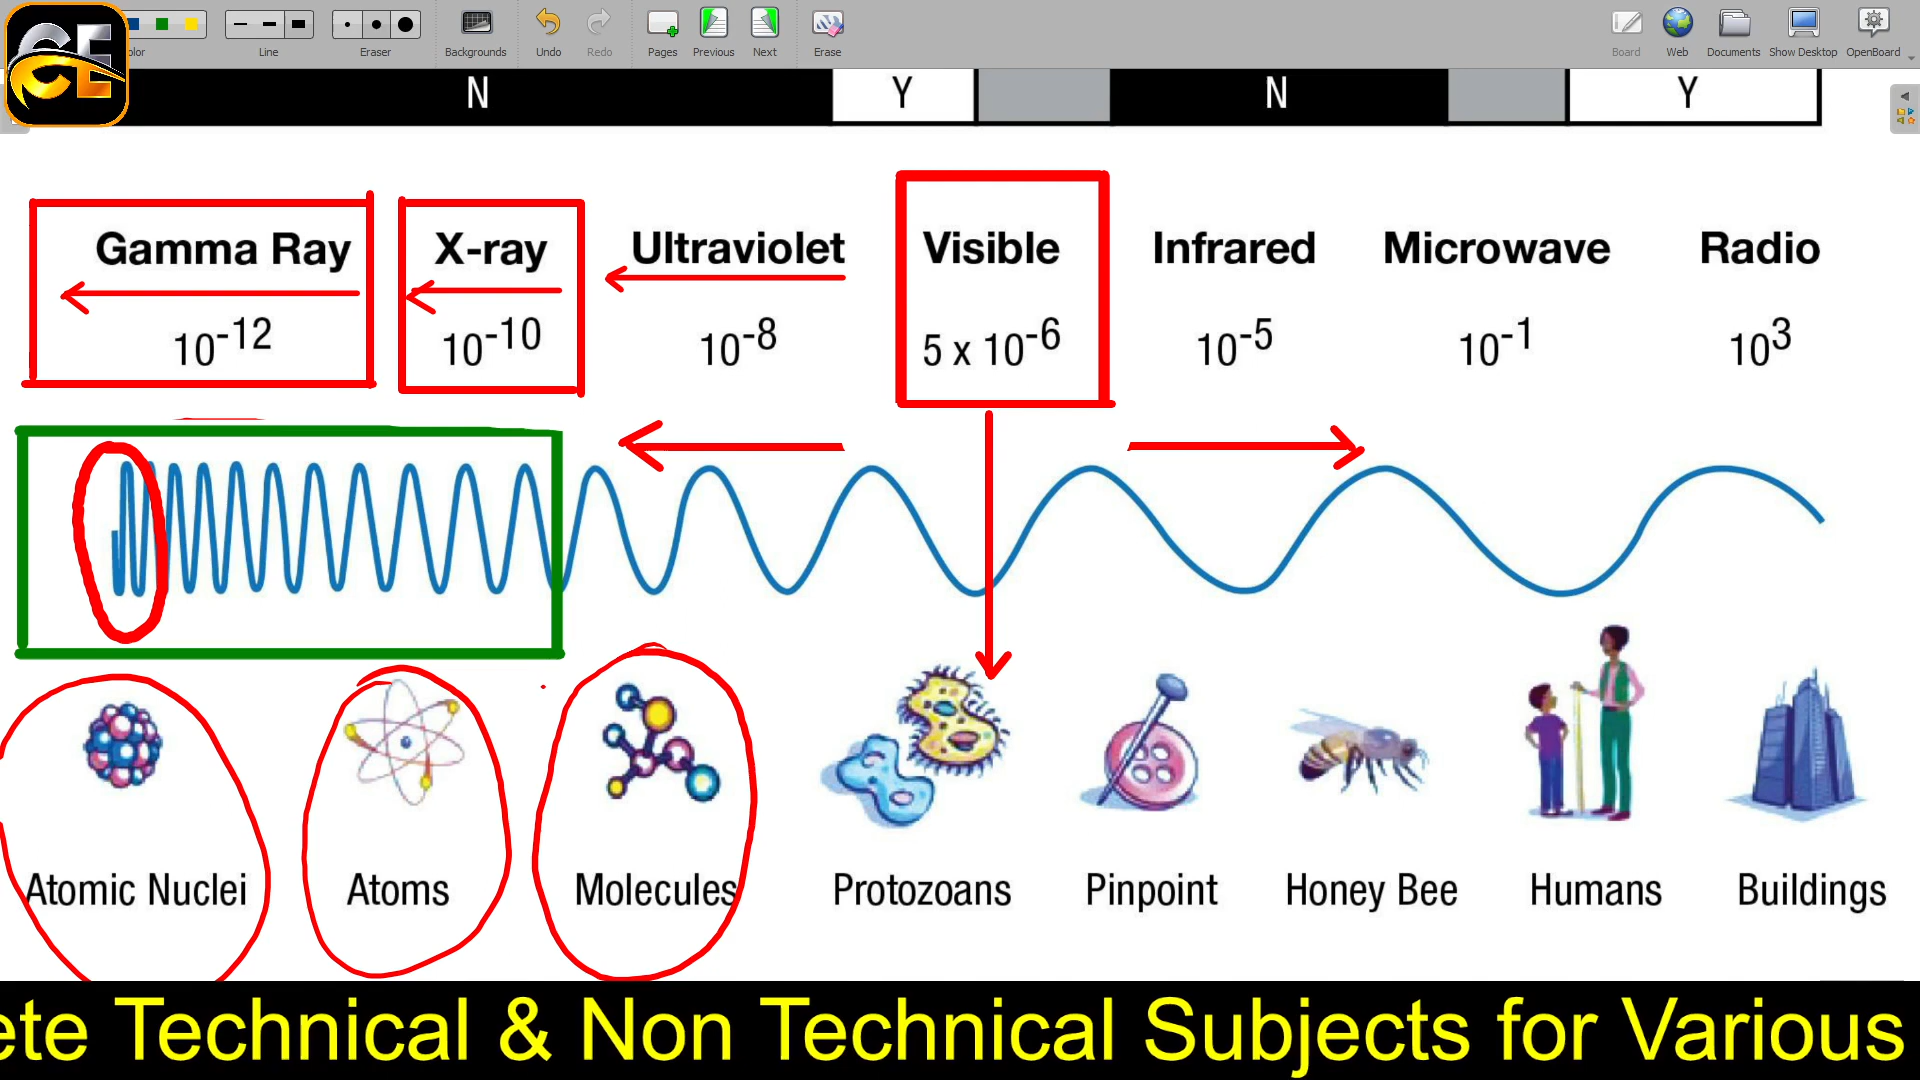 CE
olor
Line
Eraser
Backgrounds
Undo
Redo
Pages
Previous
Next
Erase
Board
Web
Documents
Show Desktop
OpenBoard
N Y N Y
Gamma Ray X-ray Ultraviolet Visible Infrared Microwave Radio
10⁻¹² 10⁻¹⁰ 10⁻⁸ 5 x 10⁻⁶ 10⁻⁵ 10⁻¹ 10³
Atomic Nuclei Atoms Molecules Protozoans Pinpoint Honey Bee Humans Buildings
ete Technical & Non Technical Subjects for Various